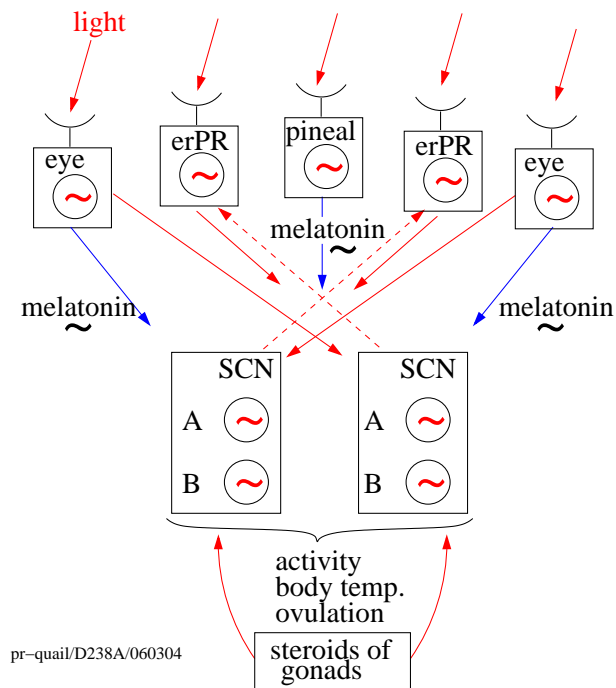 light
eye
erPR
pineal
erPR
eye
melatonin
~
melatonin
~
melatonin
~
SCN
A
B
SCN
A
B
activity
body temp.
ovulation
steroids of
gonads
pr−quail/D238A/060304